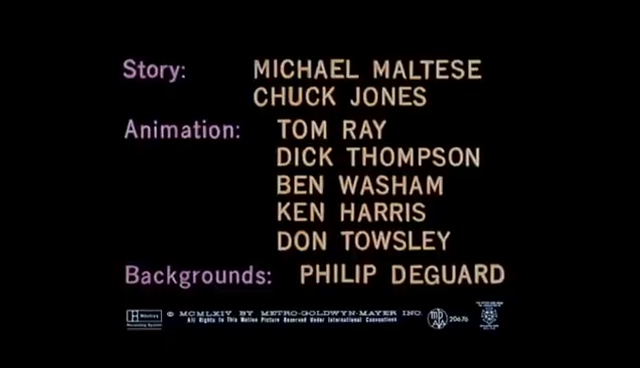 Story: MICHAEL MALTESE
CHUCK JONES
Animation: TOM RAY
DICK THOMPSON
BEN WASHAM
KEN HARRIS
DON TOWSLEY
Backgrounds: PHILIP DEGUARD
© MCMLXIV BY METRO-GOLDWYN-MAYER INC.
All Rights In This Motion Picture Reserved Under International Conventions
20676